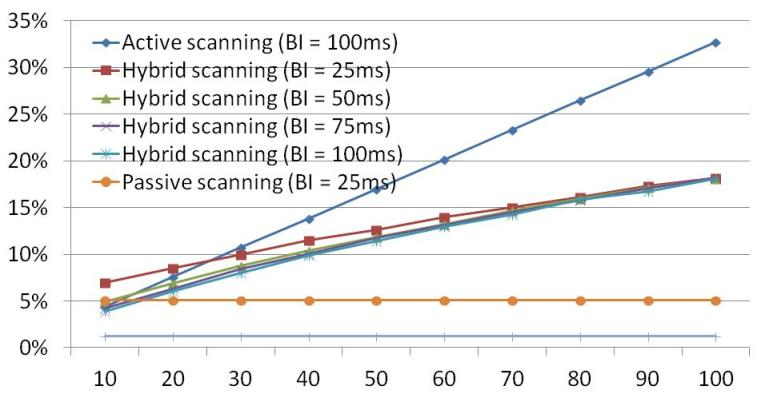 35%
30%
25%
20%
15%
10%
5%
0%
Active scanning (BI = 100ms)
Hybrid scanning (BI = 25ms)
Hybrid scanning (BI = 50ms)
Hybrid scanning (BI = 75ms)
Hybrid scanning (BI = 100ms)
Passive scanning (BI = 25ms)
10 20 30 40 50 60 70 80 90 100